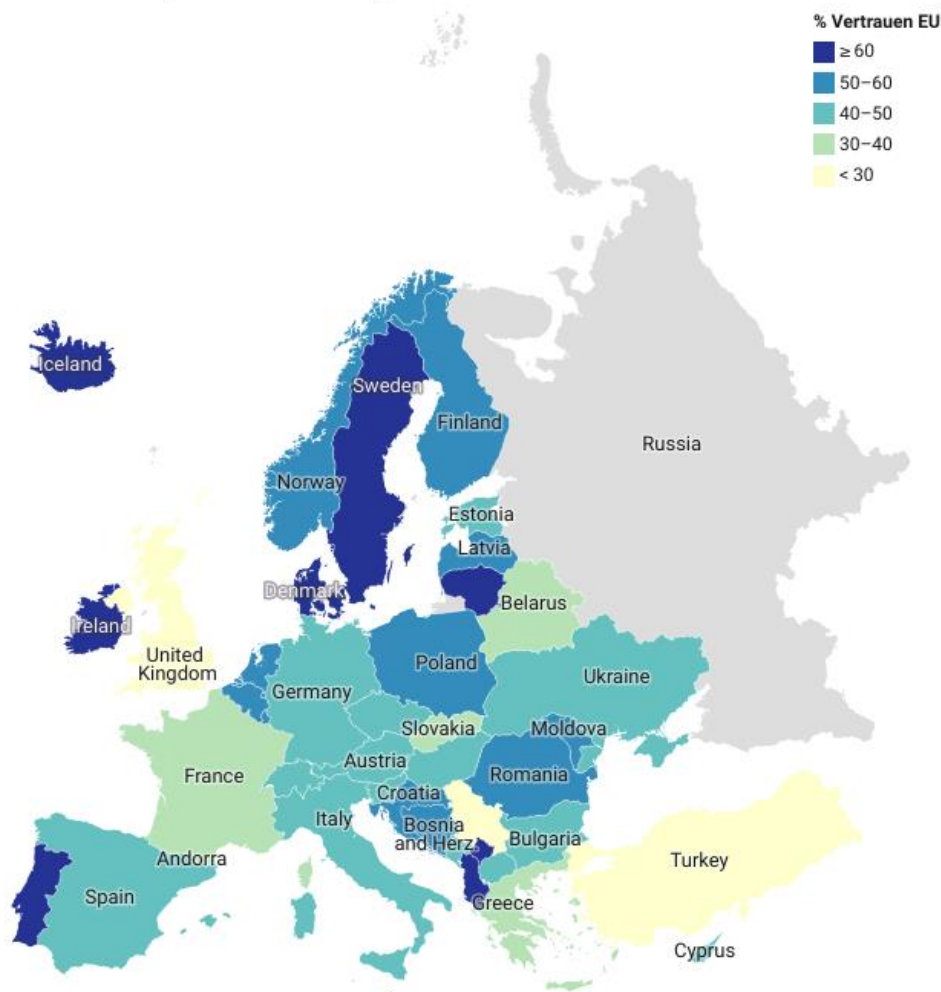 % Vertrauen EU
≥ 60
50–60
40–50
30–40
< 30
Iceland
Sweden
Finland
Russia
Norway
Estonia
Latvia
Denmark
Belarus
Ireland
United
Kingdom
Poland
Germany
Ukraine
Slovakia
Moldova
Austria
France
Romania
Croatia
Italy
Bosnia
and Herz.
Bulgaria
Andorra
Turkey
Spain
Greece
Cyprus